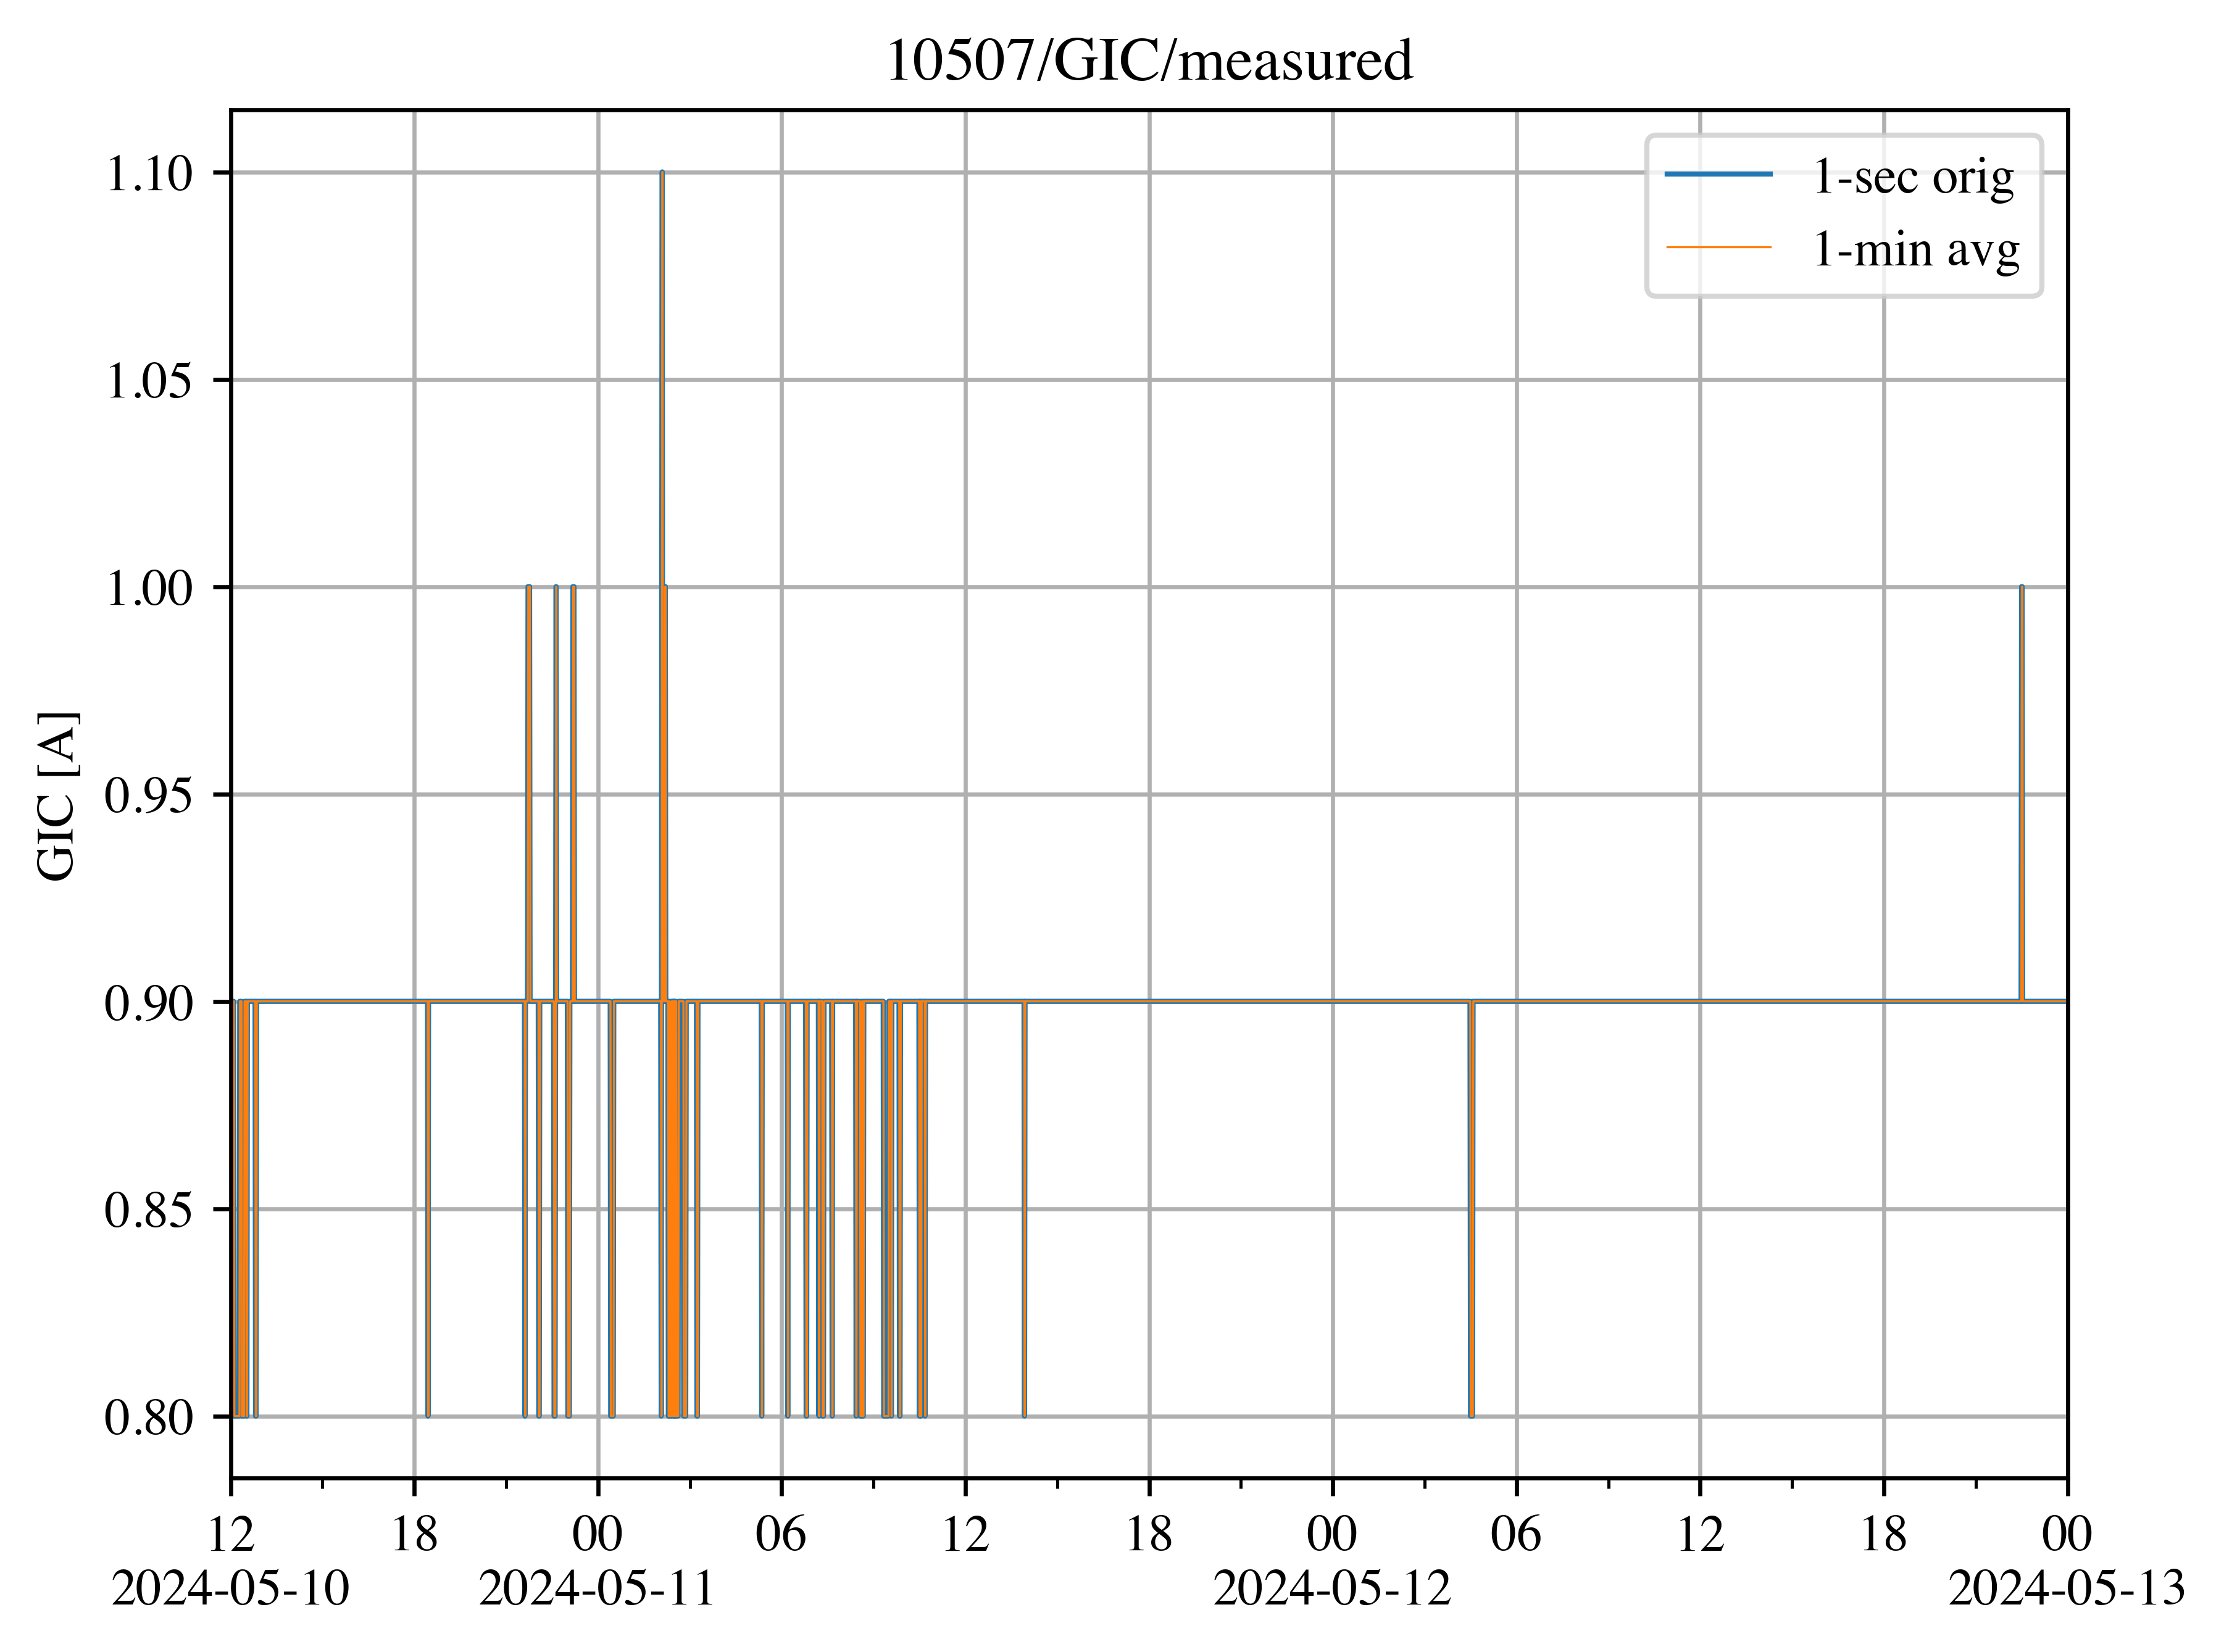 10507/GIC/measured
1-sec orig
1-min avg
GIC [A]
1.10
1.05
1.00
0.95
0.90
0.85
0.80
12 18 00 06 12 18 00 06 12 18 00
2024-05-10 2024-05-11 2024-05-12 2024-05-13